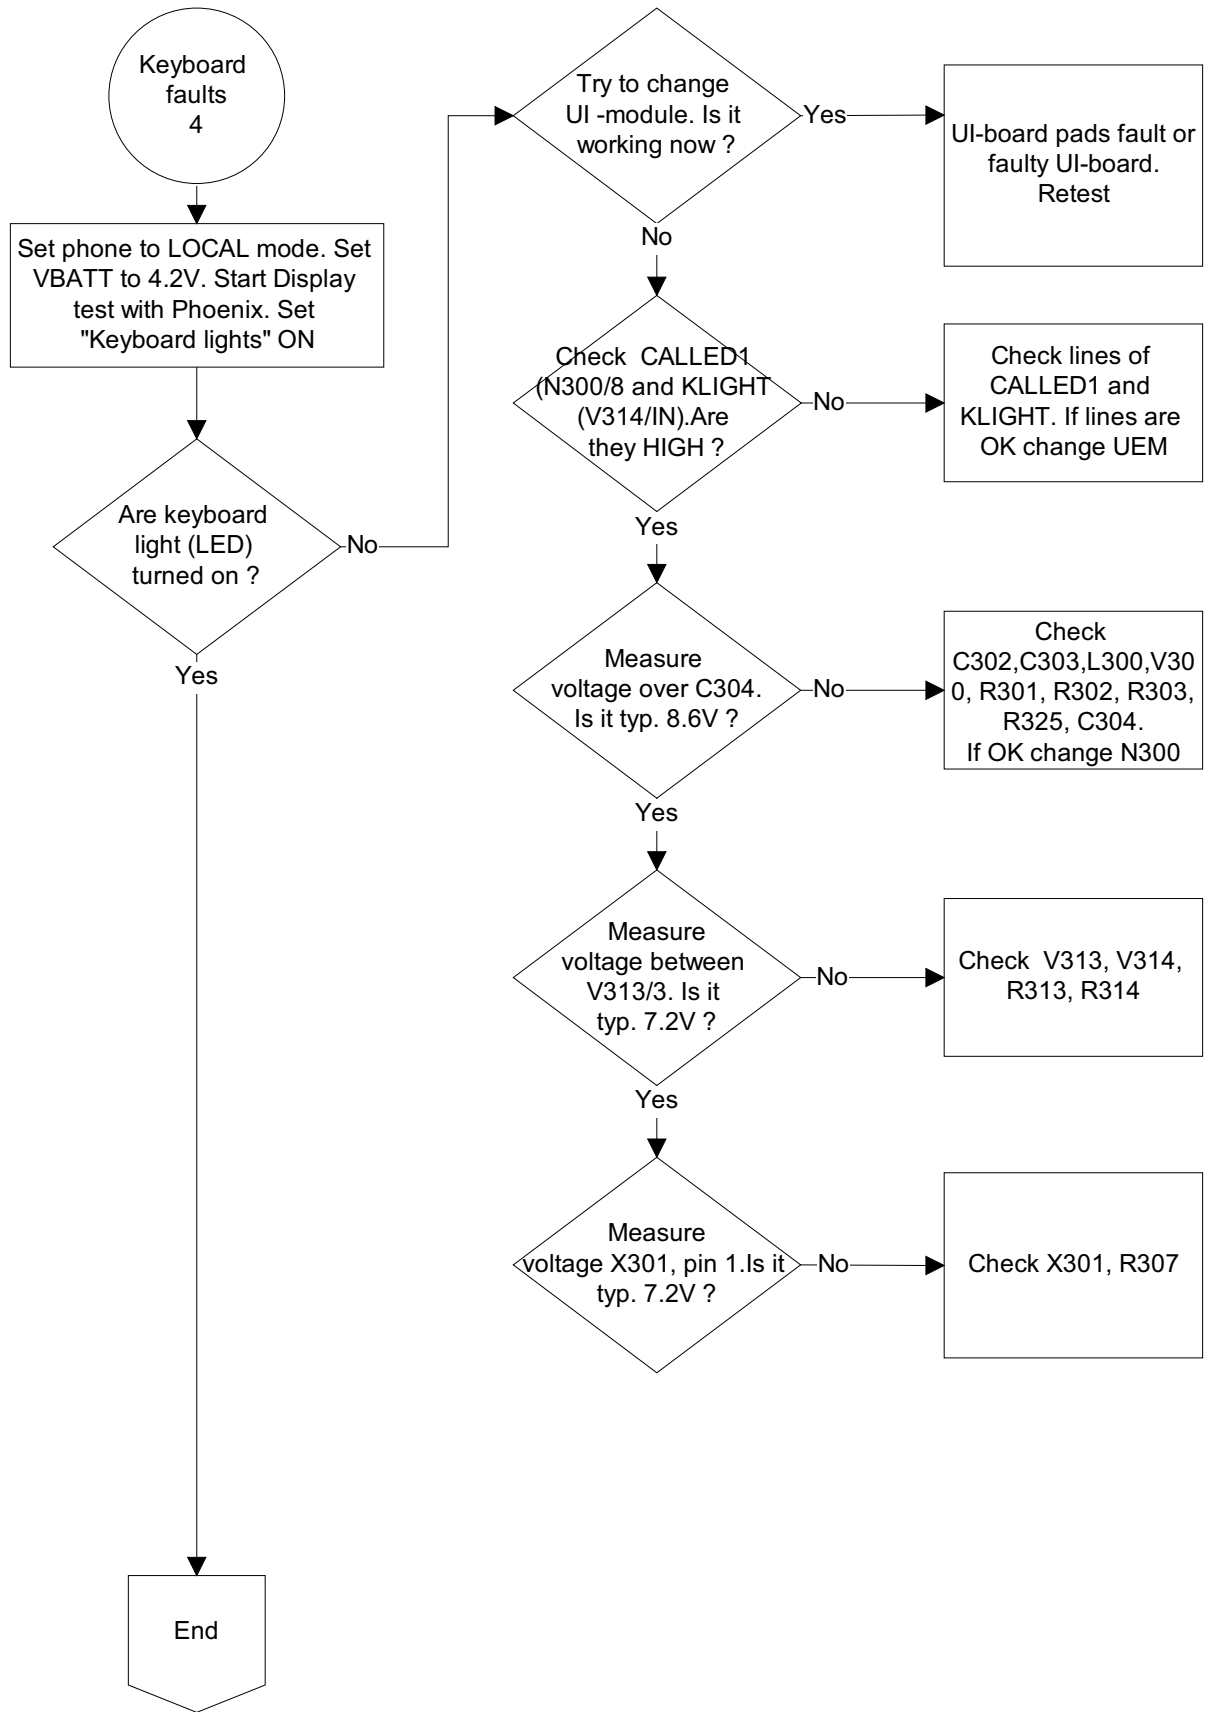 Keyboard
faults
4
Set phone to LOCAL mode. Set
VBATT to 4.2V. Start Display
test with Phoenix. Set
"Keyboard lights" ON
Are keyboard
light (LED)
turned on ?
No
Yes
End
Try to change
UI -module. Is it
working now ?
Yes
UI-board pads fault or
faulty UI-board.
Retest
No
Check CALLED1
(N300/8 and KLIGHT
(V314/IN).Are
they HIGH ?
No
Check lines of
CALLED1 and
KLIGHT. If lines are
OK change UEM
Yes
Measure
voltage over C304.
Is it typ. 8.6V ?
No
Check
C302,C303,L300,V30
0, R301, R302, R303,
R325, C304.
If OK change N300
Yes
Measure
voltage between
V313/3. Is it
typ. 7.2V ?
No
Check V313, V314,
R313, R314
Yes
Measure
voltage X301, pin 1.Is it
typ. 7.2V ?
No
Check X301, R307